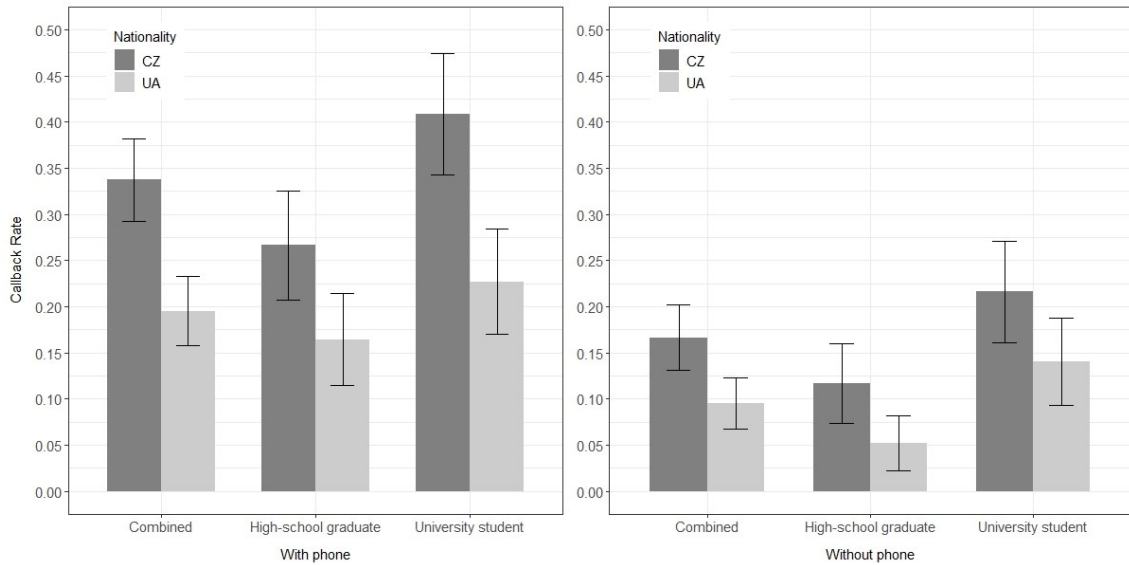 Callback Rate
0.50
0.45
0.40
0.35
0.30
0.25
0.20
0.15
0.10
0.05
0.00
Nationality
CZ
UA
Combined High-school graduate University student
With phone
0.50
0.45
0.40
0.35
0.30
0.25
0.20
0.15
0.10
0.05
0.00
Nationality
CZ
UA
Combined High-school graduate University student
Without phone